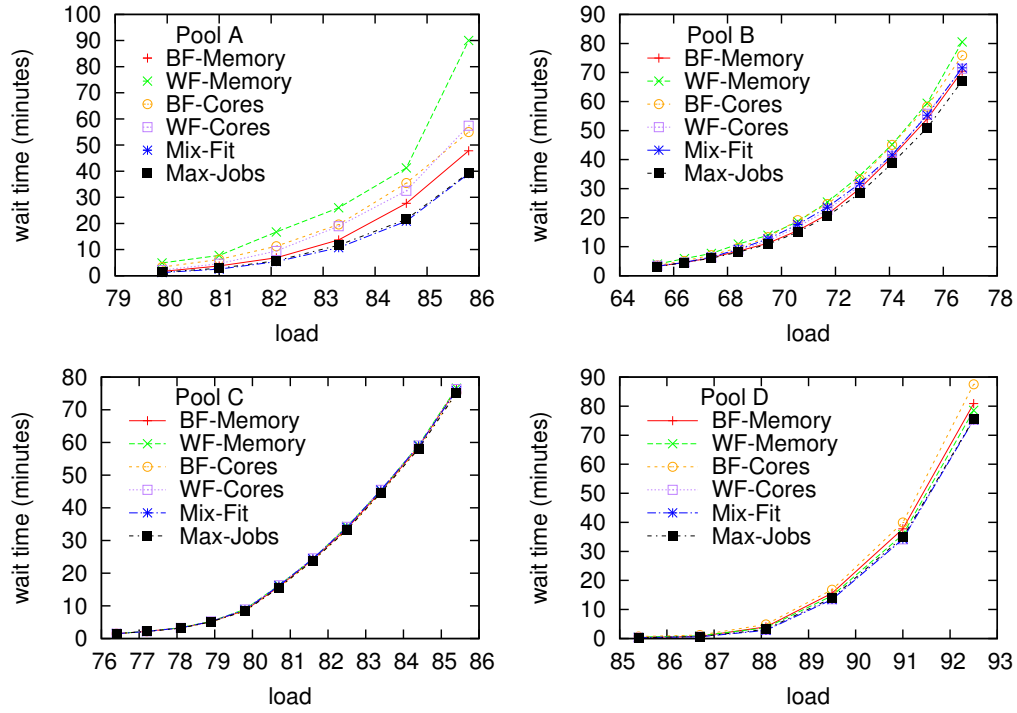 Pool A
BF-Memory
WF-Memory
BF-Cores
WF-Cores
Mix-Fit
Max-Jobs
wait time (minutes)
100
90
80
70
60
50
40
30
20
10
0
79 80 81 82 83 84 85 86
load
Pool B
BF-Memory
WF-Memory
BF-Cores
WF-Cores
Mix-Fit
Max-Jobs
wait time (minutes)
90
80
70
60
50
40
30
20
10
0
64 66 68 70 72 74 76 78
load
Pool C
BF-Memory
WF-Memory
BF-Cores
WF-Cores
Mix-Fit
Max-Jobs
wait time (minutes)
80
70
60
50
40
30
20
10
0
76 77 78 79 80 81 82 83 84 85 86
load
Pool D
BF-Memory
WF-Memory
BF-Cores
WF-Cores
Mix-Fit
Max-Jobs
wait time (minutes)
90
80
70
60
50
40
30
20
10
0
85 86 87 88 89 90 91 92 93
load